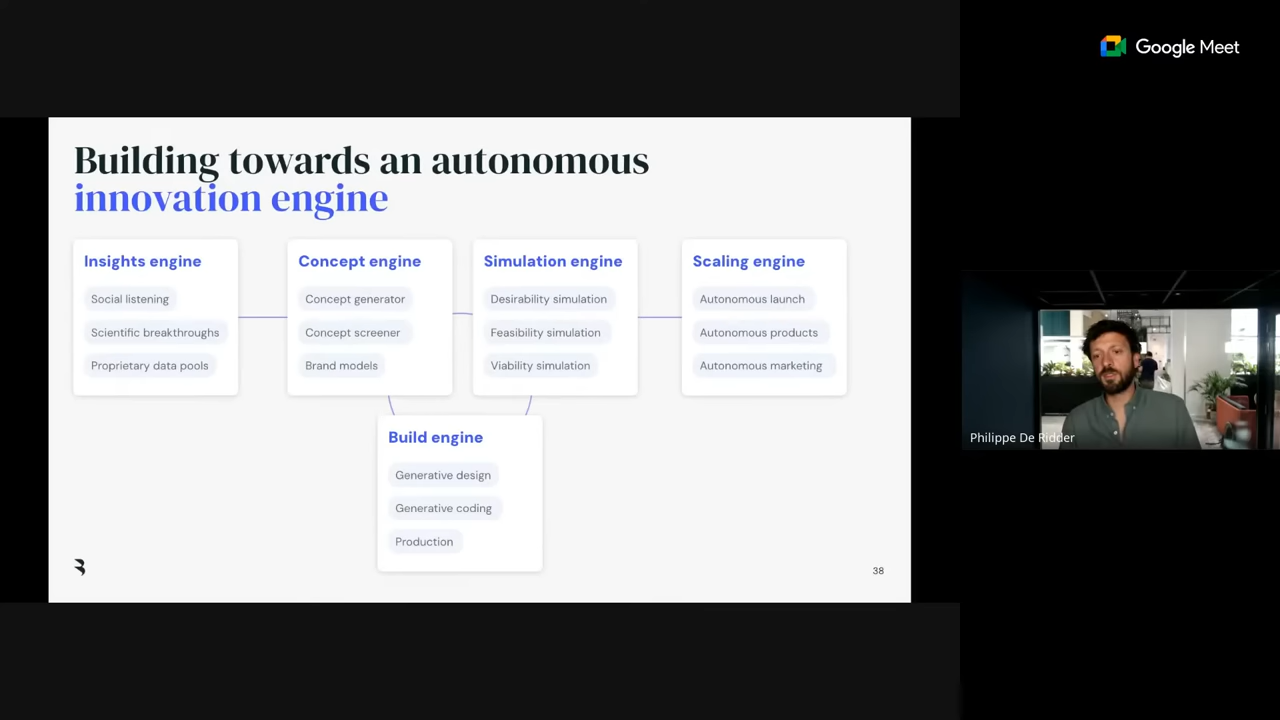 Google Meet
Building towards an autonomous
innovation engine
Insights engine
Social listening
Scientific breakthroughs
Proprietary data pools
Concept engine
Concept generator
Concept screener
Brand models
Simulation engine
Desirability simulation
Feasibility simulation
Viability simulation
Scaling engine
Autonomous launch
Autonomous products
Autonomous marketing
Build engine
Generative design
Generative coding
Production
38
Philippe De Ridder